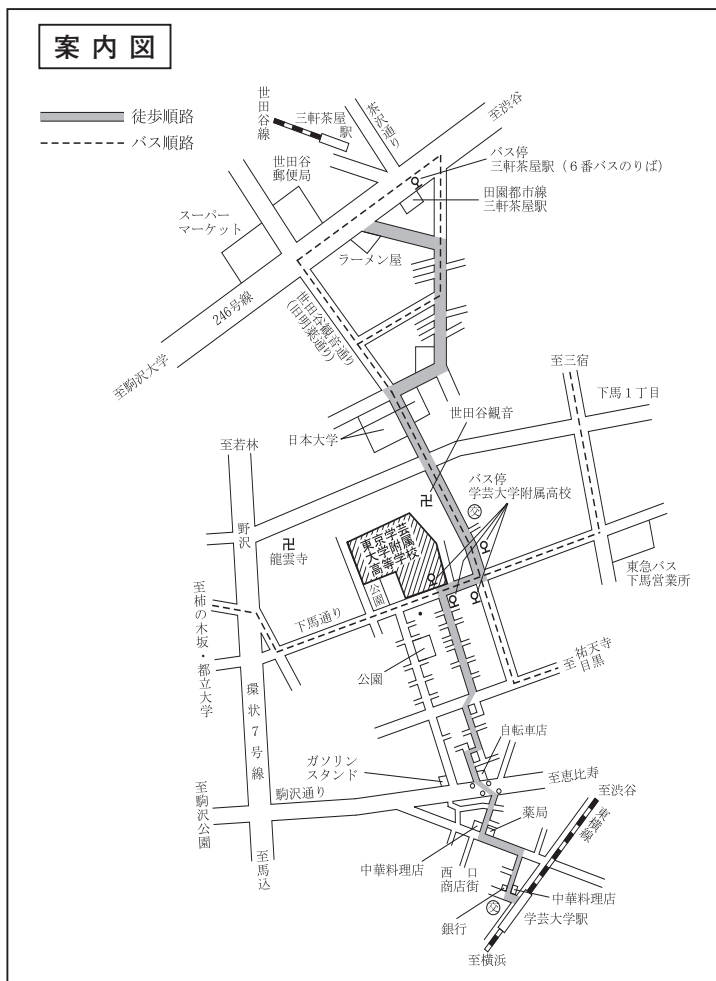 案内図
徒歩順路
バス順路
世田谷線
三軒茶屋駅
茶沢通り
至渋谷
バス停
三軒茶屋駅（６番バスのりば）
田園都市線
三軒茶屋駅
世田谷
郵便局
スーパー
マーケット
ラーメン屋
246号線
世田谷観音通り
（旧明薬通り）
至駒沢大学
至三宿
下馬１丁目
世田谷観音
日本大学
至若林
バス停
学芸大学附属高校
交
卍
野沢
卍
龍雲寺
東京学芸
大学附属
高等学校
公園
東急バス
下馬営業所
下馬通り
至柿の木坂・都立大学
公園
至祐天寺
目黒
環状７号線
自転車店
ガソリン
スタンド
至恵比寿
駒沢通り
至渋谷
至駒沢公園
薬局
東横線
至馬込
中華料理店
西口
商店街
中華料理店
交
銀行
学芸大学駅
至横浜